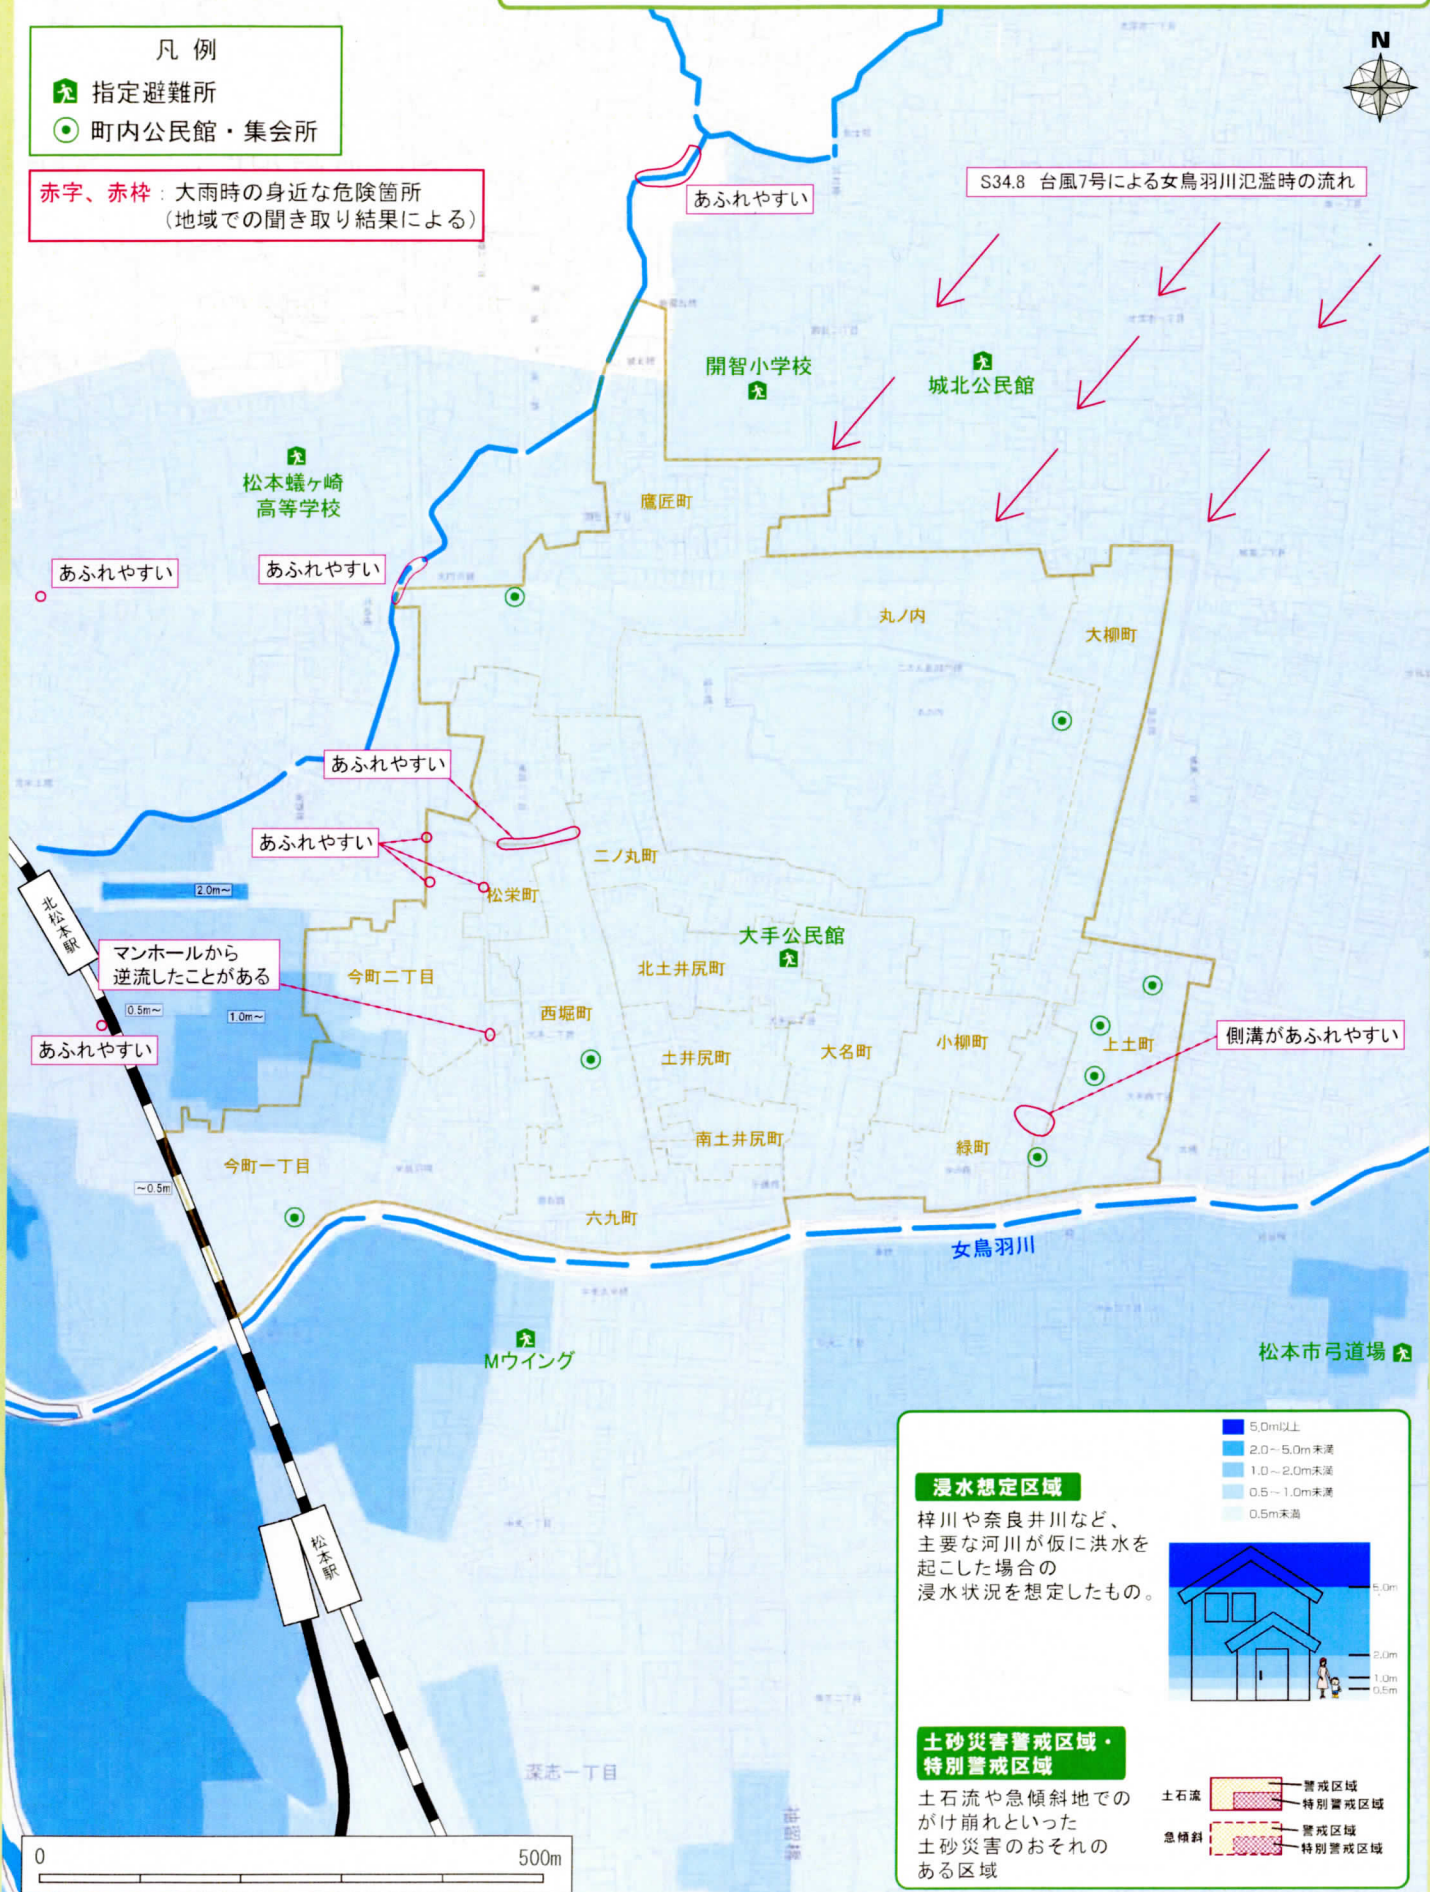 凡例
指定避難所
町内公民館・集会所
赤字、赤枠：大雨時の身近な危険箇所
（地域での聞き取り結果による）
N
あふれやすい
S34.8 台風7号による女鳥羽川氾濫時の流れ
開智小学校
城北公民館
松本蟻ヶ崎
高等学校
鷹匠町
あふれやすい
あふれやすい
丸ノ内
大柳町
あふれやすい
あふれやすい
二ノ丸町
松栄町
2.0m～
北松本駅
大手公民館
マンホールから
逆流したことがある
今町二丁目
北土井尻町
西堀町
0.5m～
1.0m～
あふれやすい
土井尻町
大名町
小柳町
上土町
側溝があふれやすい
南土井尻町
緑町
今町一丁目
～0.5m
六九町
女鳥羽川
Mウイング
松本市弓道場
松本駅
深志一丁目
0
500m
5.0m以上
2.0～5.0m未満
1.0～2.0m未満
0.5～1.0m未満
0.5m未満
浸水想定区域
梓川や奈良井川など、
主要な河川が仮に洪水を
起こした場合の
浸水状況を想定したもの。
5.0m
2.0m
1.0m
0.5m
土砂災害警戒区域・
特別警戒区域
土石流や急傾斜地での
がけ崩れといった
土砂災害のおそれの
ある区域
土石流
警戒区域
特別警戒区域
急傾斜
警戒区域
特別警戒区域